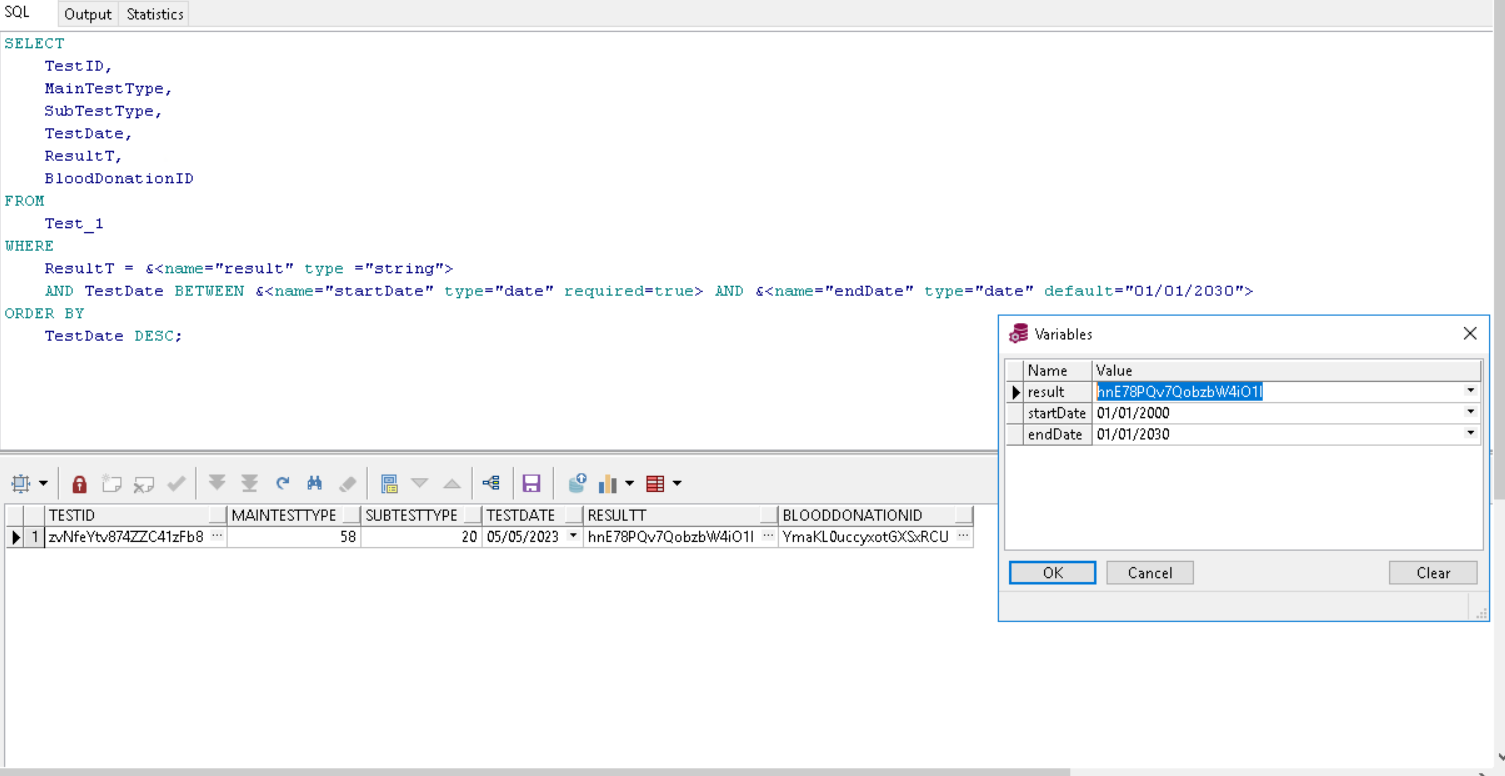 SQL Output Statistics
SELECT
TestID,
MainTestType,
SubTestType,
TestDate,
ResultT,
BloodDonationID
FROM
Test_1
WHERE
ResultT = &<name="result" type ="string">
AND TestDate BETWEEN &<name="startDate" type="date" required=true> AND &<name="endDate" type="date" default="01/01/2030">
ORDER BY
TestDate DESC;
Variables
Name Value
result hnE78PQv7QobzbW4iO1I
startDate 01/01/2000
endDate 01/01/2030
OK Cancel Clear
TESTID MAINTESTTYPE SUBTESTTYPE TESTDATE RESULTT BLOODDONATIONID
1 zvNfeYtv874ZZC41zFb8 ... 58 20 05/05/2023 hnE78PQv7QobzbW4iO1I ... YmaKL0uccyxotGXSxRCU ...